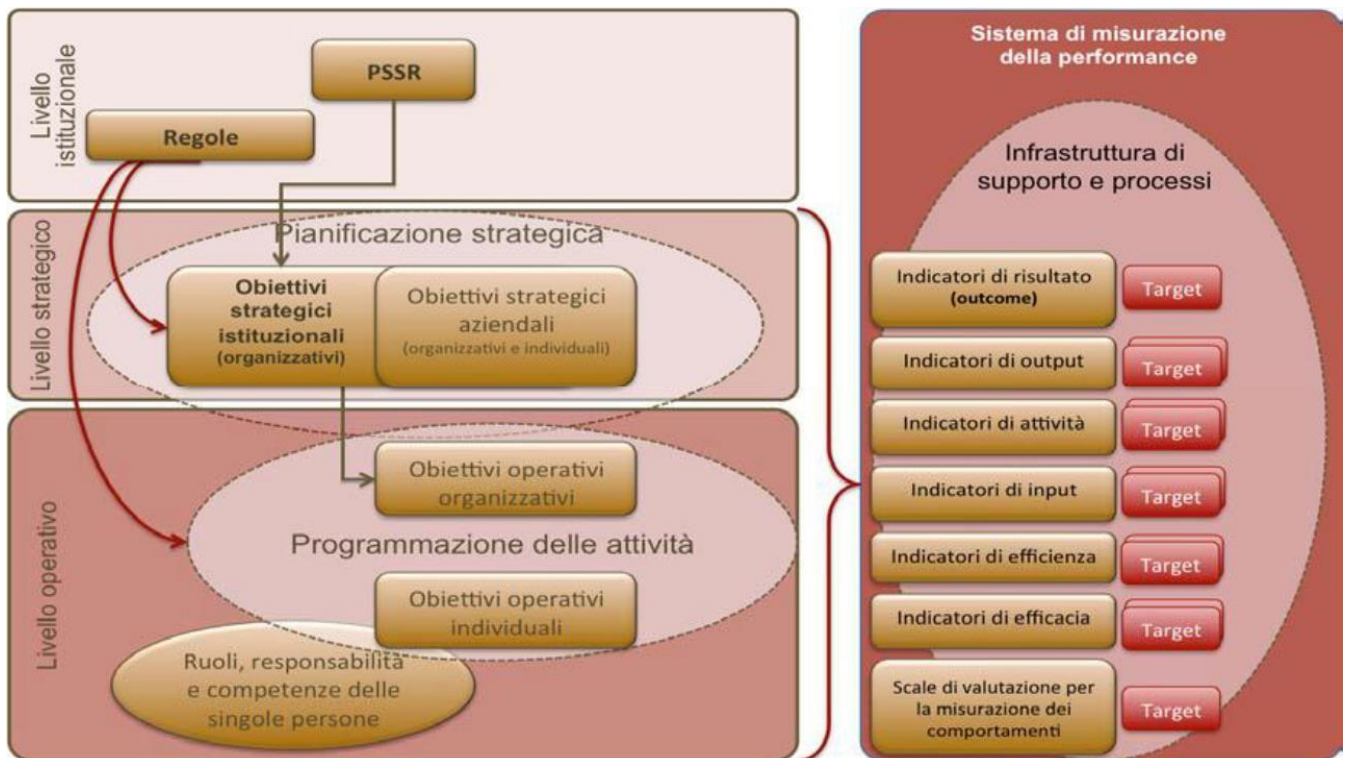 Livello
istituzionale
PSSR
Regole
Livello strategico
Pianificazione strategica
Obiettivi
strategici
istituzionali
(organizzativi)
Obiettivi strategici
aziendali
(organizzativi e individuali)
Livello operativo
Obiettivi operativi
organizzativi
Programmazione delle attività
Obiettivi operativi
individuali
Ruoli, responsabilità
e competenze delle
singole persone
Sistema di misurazione
della performance
Infrastruttura di
supporto e processi
Indicatori di risultato
(outcome)
Target
Indicatori di output
Target
Indicatori di attività
Target
Indicatori di input
Target
Indicatori di efficienza
Target
Indicatori di efficacia
Target
Scale di valutazione per
la misurazione dei
comportamenti
Target